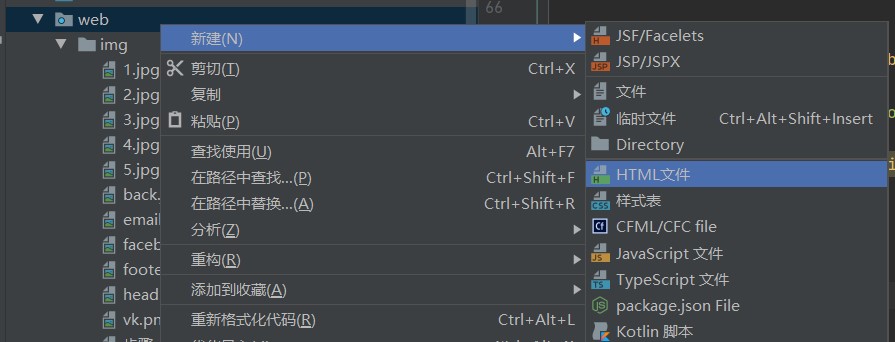 web
66
img
1.jpg
2.jpg
3.jpg
4.jpg
5.jpg
back.
email
faceb
foote
head
vk.pn
新建(N)
剪切(T) Ctrl+X
复制
粘贴(P) Ctrl+V
查找使用(U) Alt+F7
在路径中查找...(P) Ctrl+Shift+F
在路径中替换...(A) Ctrl+Shift+R
分析(Z)
重构(R)
添加到收藏(A)
重新格式化代码(R) Ctrl+Alt+L
JSF/Facelets
JSP/JSPX
文件
临时文件 Ctrl+Alt+Shift+Insert
Directory
HTML文件
样式表
CFML/CFC file
JavaScript 文件
TypeScript 文件
package.json File
Kotlin 脚本